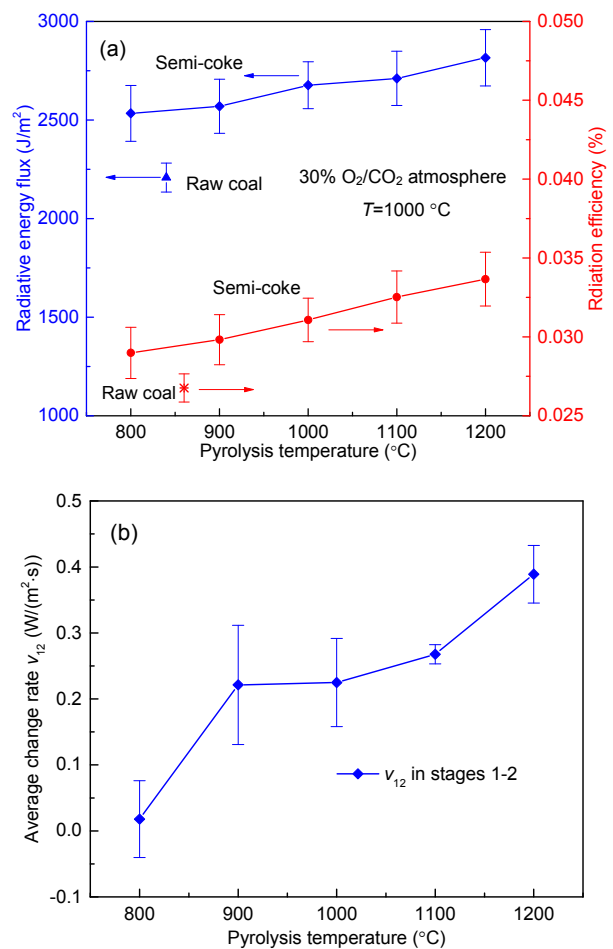 (a)
Semi-coke
Raw coal
30% O₂/CO₂ atmosphere
T=1000 °C
Semi-coke
Raw coal
3000
2500
2000
1500
1000
Radiative energy flux (J/m²)
0.050
0.045
0.040
0.035
0.030
0.025
Rdiation efficiency (%)
800 900 1000 1100 1200
Pyrolysis temperature (°C)
(b)
0.5
0.4
0.3
0.2
0.1
0.0
-0.1
Average change rate v₁₂ (W/(m²·s))
v₁₂ in stages 1-2
800 900 1000 1100 1200
Pyrolysis temperature (°C)